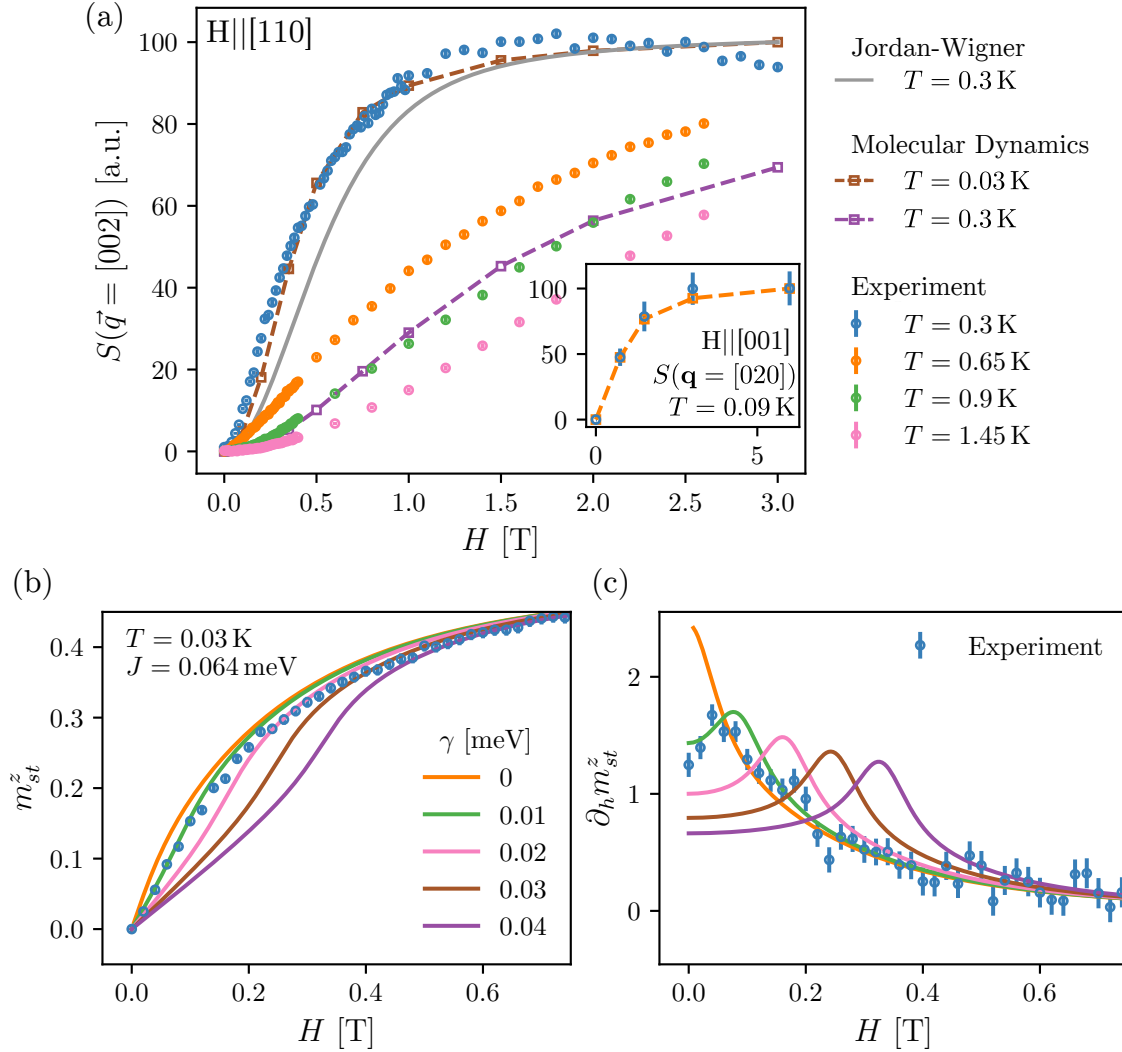 (a)
H||[110]
S(q⃗ = [002]) [a.u.]
100
80
60
40
20
0
0.0 0.5 1.0 1.5 2.0 2.5 3.0
H [T]
100
50
0
0 5
H||[001]
S(q = [020])
T = 0.09 K
Jordan-Wigner
T = 0.3 K
Molecular Dynamics
T = 0.03 K
T = 0.3 K
Experiment
T = 0.3 K
T = 0.65 K
T = 0.9 K
T = 1.45 K
(b)
T = 0.03 K
J = 0.064 meV
m_{st}^{z}
0.4
0.3
0.2
0.1
0.0
γ [meV]
0
0.01
0.02
0.03
0.04
0.0 0.2 0.4 0.6
H [T]
(c)
Experiment
∂_h m_{st}^{z}
2
1
0
0.0 0.2 0.4 0.6
H [T]